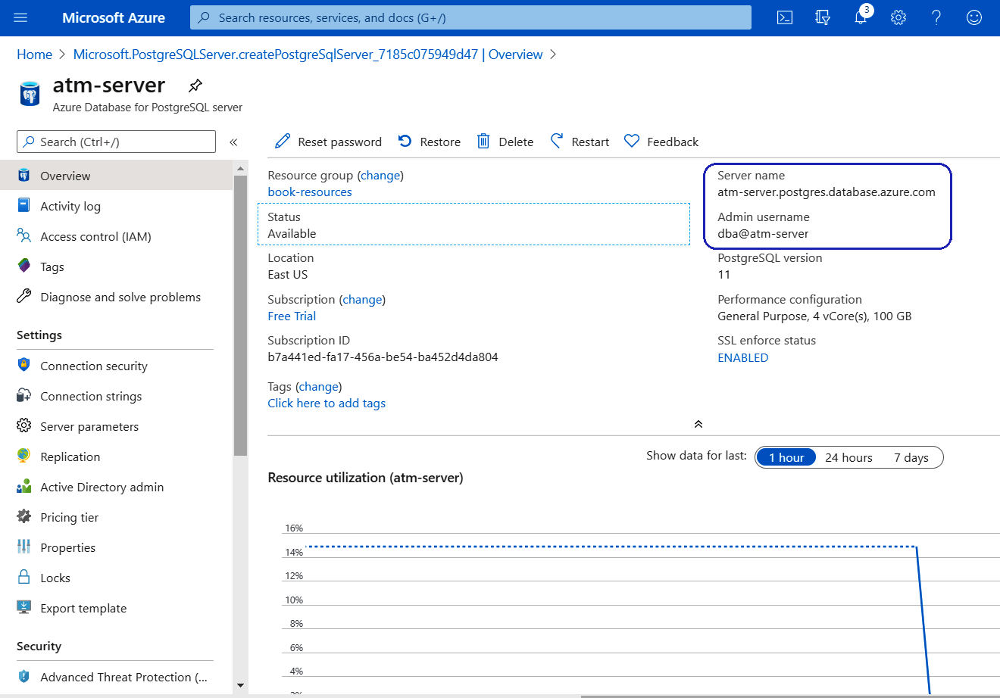 Microsoft Azure
Search resources, services, and docs (G+/)
3
Home > Microsoft.PostgreSQLServer.createPostgreSqlServer_7185c075949d47 | Overview >
atm-server
Azure Database for PostgreSQL server
Search (Ctrl+/)
«
Reset password
Restore
Delete
Restart
Feedback
Overview
Activity log
Access control (IAM)
Tags
Diagnose and solve problems
Settings
Connection security
Connection strings
Server parameters
Replication
Active Directory admin
Pricing tier
Properties
Locks
Export template
Security
Advanced Threat Protection (...
Resource group (change)
book-resources
Status
Available
Location
East US
Subscription (change)
Free Trial
Subscription ID
b7a441ed-fa17-456a-be54-ba452d4da804
Tags (change)
Click here to add tags
Server name
atm-server.postgres.database.azure.com
Admin username
dba@atm-server
PostgreSQL version
11
Performance configuration
General Purpose, 4 vCore(s), 100 GB
SSL enforce status
ENABLED
Show data for last: 1 hour 24 hours 7 days
Resource utilization (atm-server)
16%
14%
12%
10%
8%
6%
4%